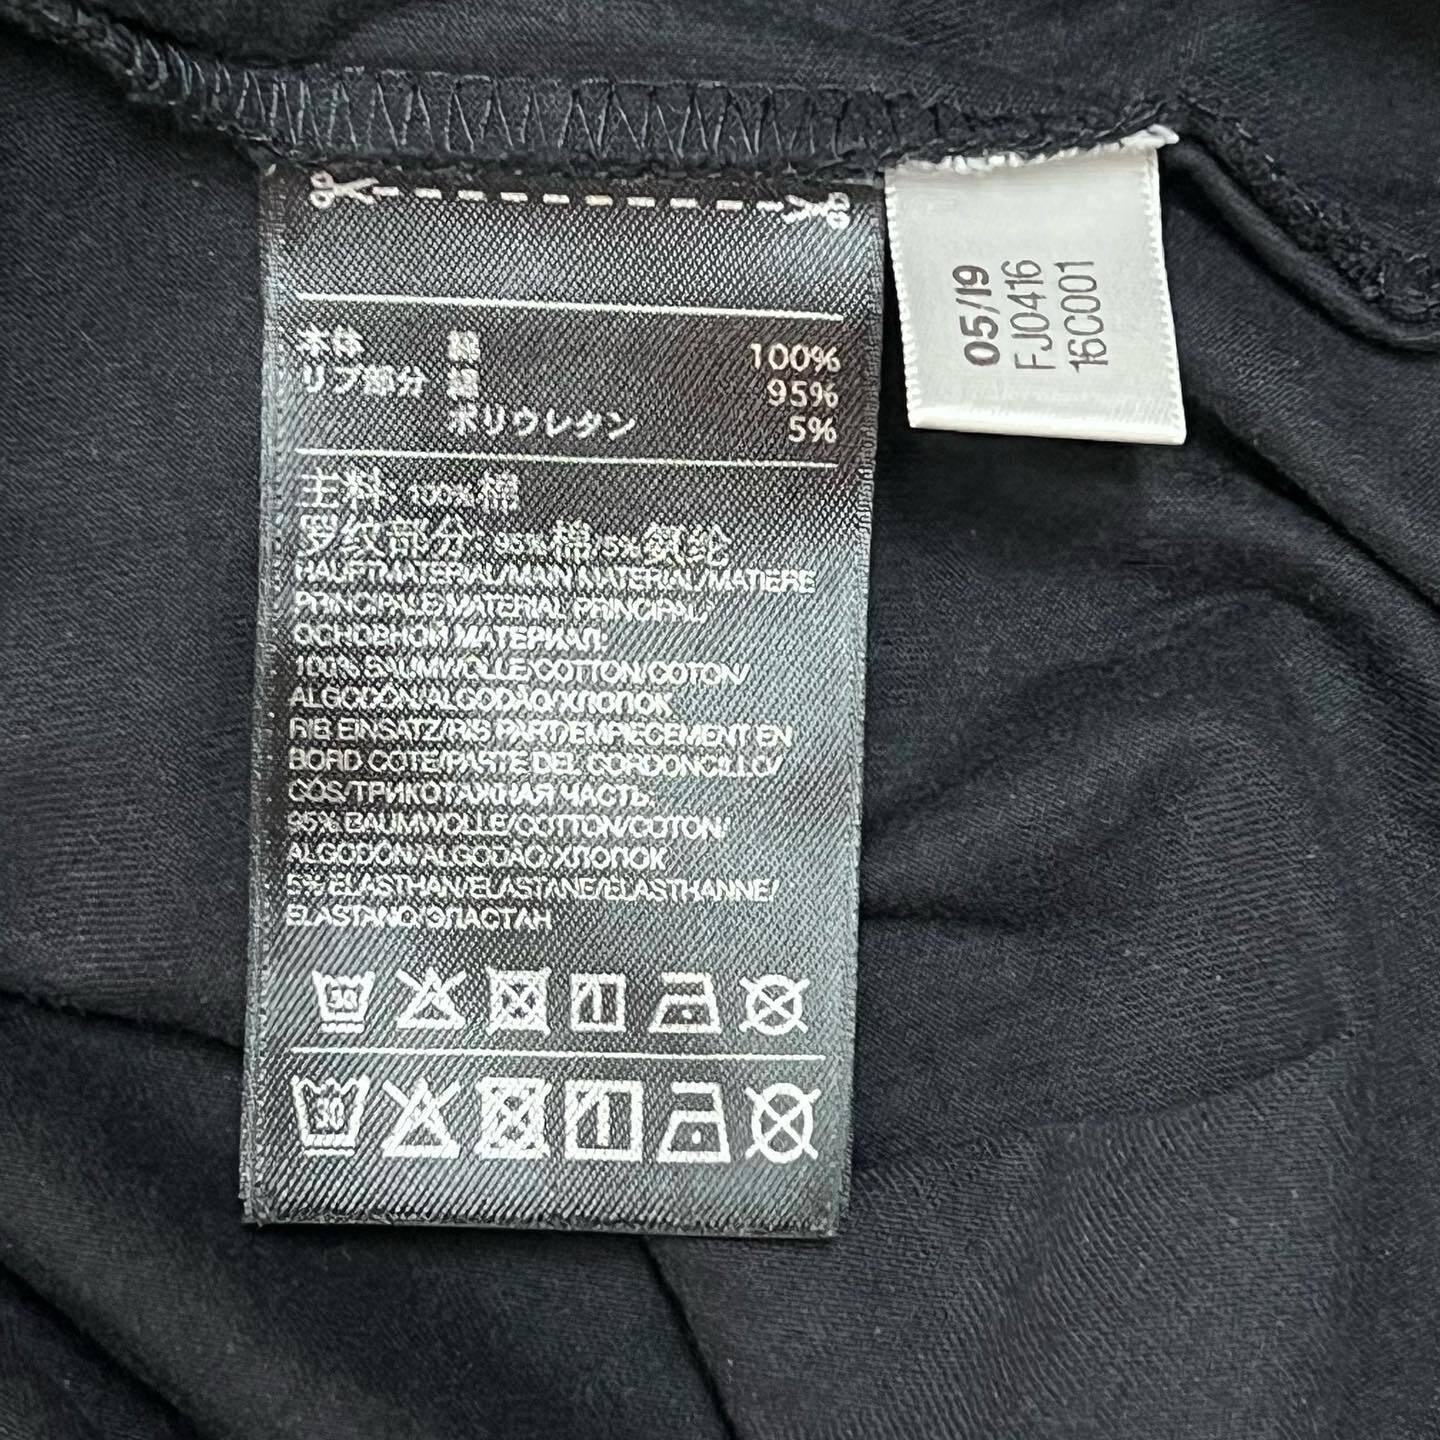 本体 綿 100%
リブ部分 綿 95%
ポリウレタン 5%
主料:100%棉
罗纹部分:95%棉/5%氨纶
HAUPTMATERIAL/MAIN MATERIAL/MATIERE
PRINCIPALE/MATERIAL PRINCIPAL/
ОСНОВНОЙ МАТЕРИАЛ:
100% BAUMWOLLE/COTTON/COTON/
ALGODÓN/ALGODÃO/ХЛОПОК
RIB EINSATZ/RIB PART/EMPIECEMENT EN
BORD COTE/PARTE DEL CORDONCILLO/
COS/ТРИКОТАЖНАЯ ЧАСТЬ:
95% BAUMWOLLE/COTTON/COTON/
ALGODÓN/ALGODÃO/ХЛОПОК
5% ELASTHAN/ELASTANE/ELASTHANNE/
ELASTANO/ЭЛАСТАН
30
30
05/19
FJ0416
16C001